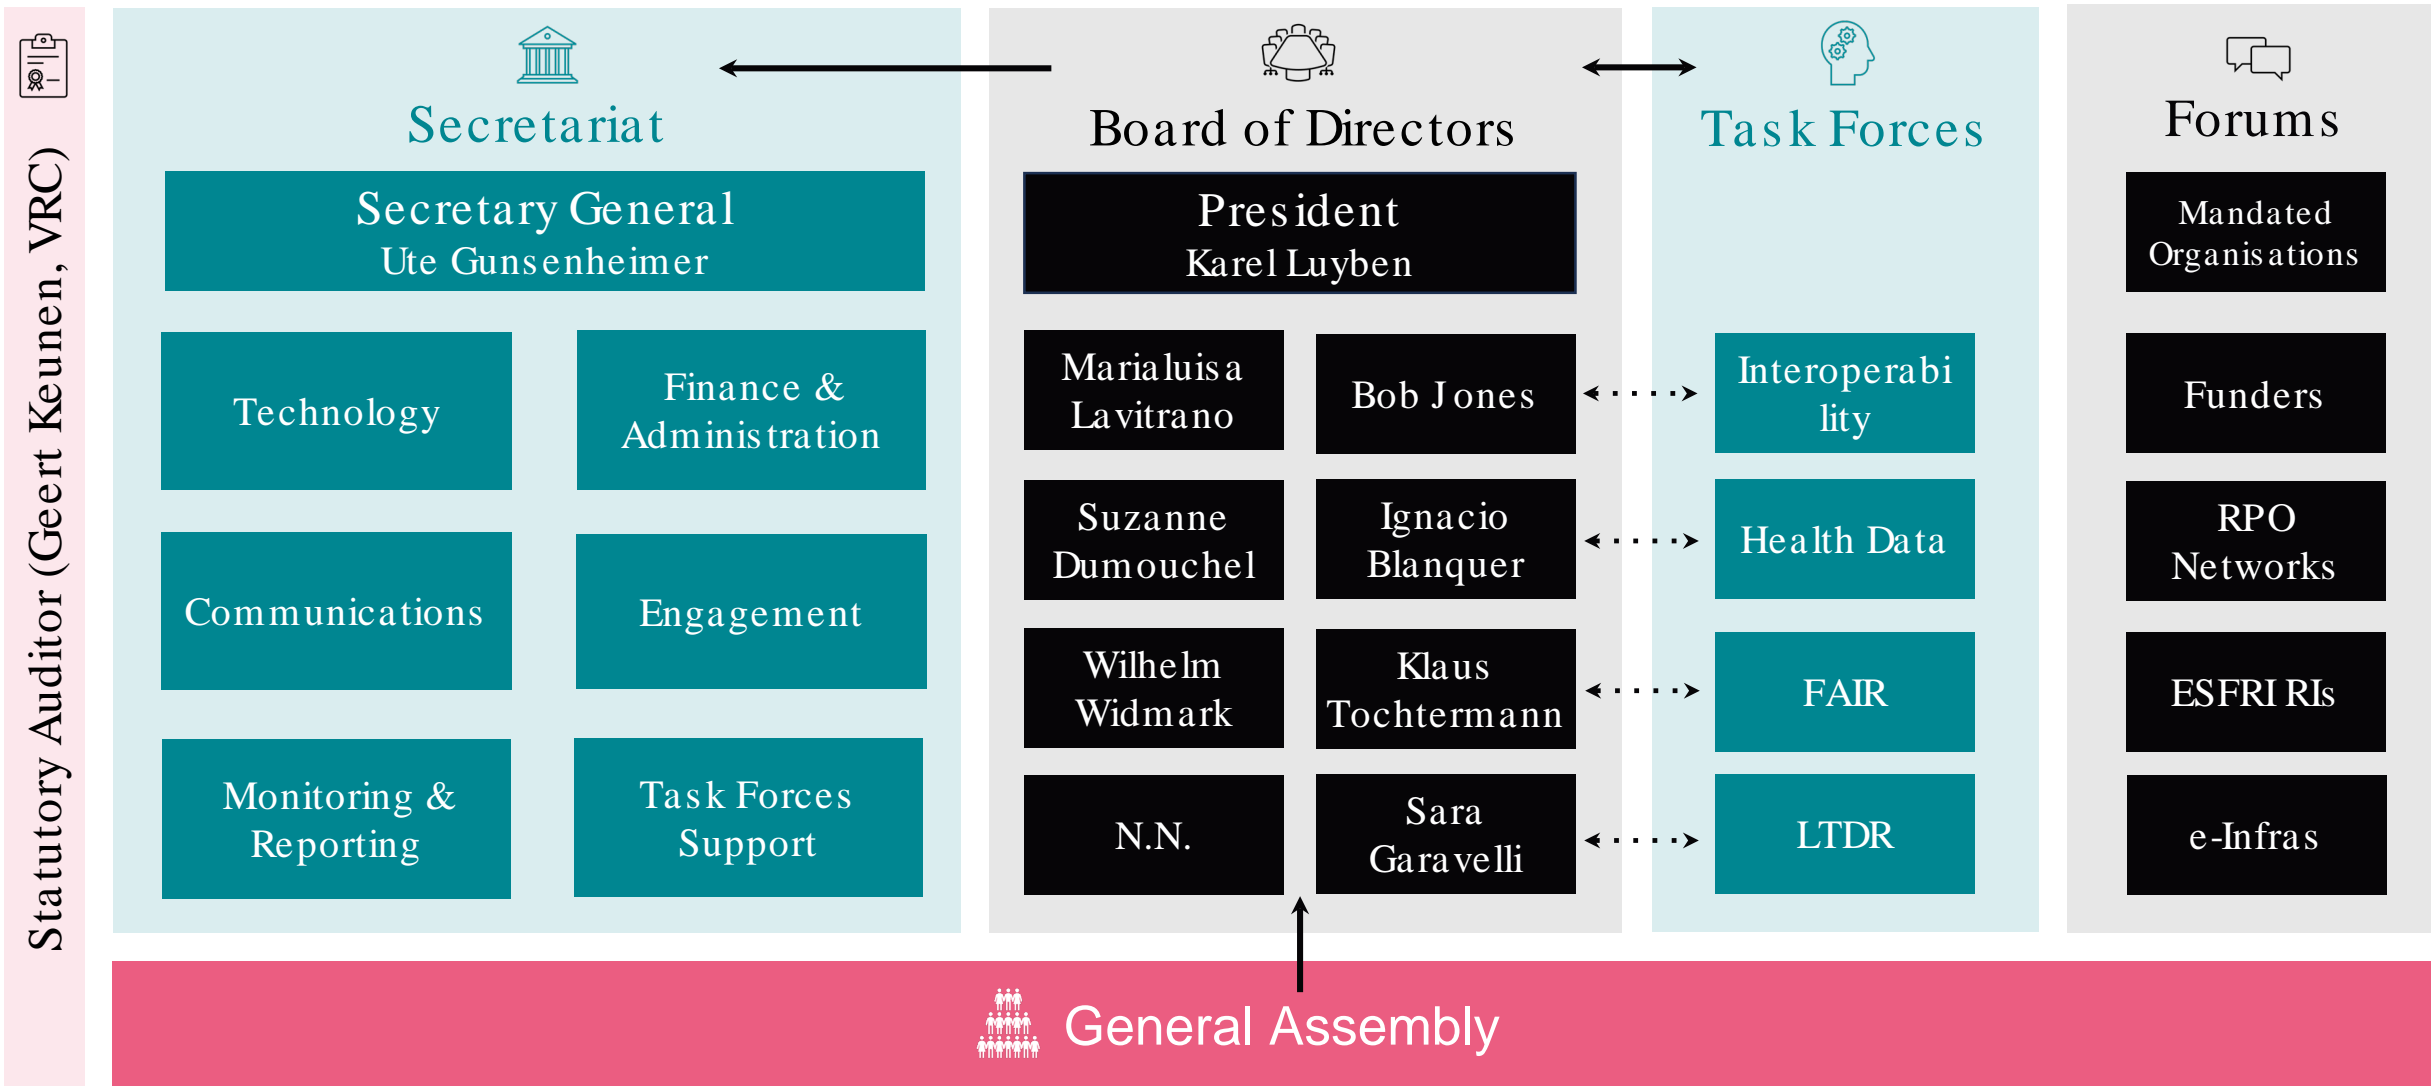 Statutory Auditor (Geert Keunen, VRC)
Secretariat
Secretary General
Ute Gunsenheimer
Technology
Finance &
Administration
Communications
Engagement
Monitoring &
Reporting
Task Forces
Support
Board of Directors
President
Karel Luyben
Marialuisa
Lavitrano
Bob Jones
Suzanne
Dumouchel
Ignacio
Blanquer
Wilhelm
Widmark
Klaus
Tochtermann
N.N.
Sara
Garavelli
Task Forces
Interoperabi
lity
Health Data
FAIR
LTDR
Forums
Mandated
Organisations
Funders
RPO
Networks
ESFRI RIs
e-Infras
General Assembly